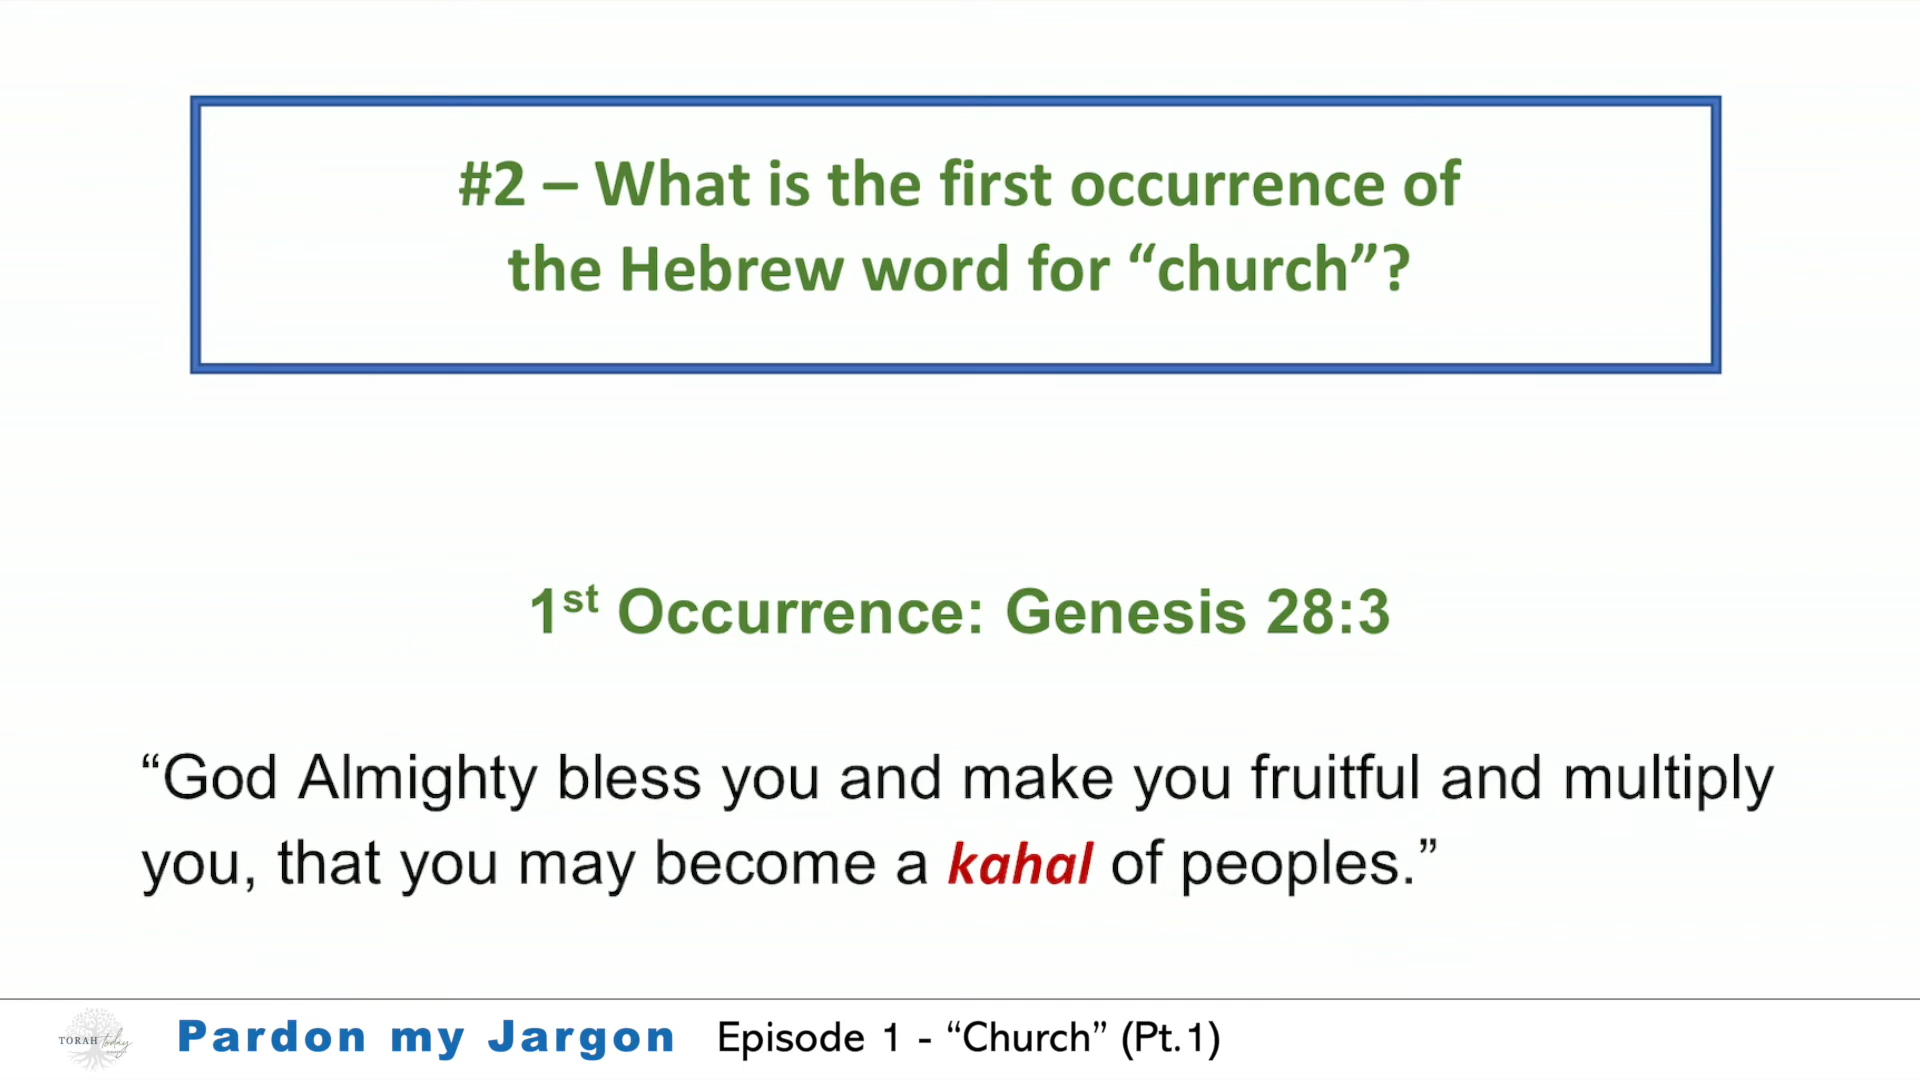 #2 – What is the first occurrence of
the Hebrew word for “church”?
1st Occurrence: Genesis 28:3
“God Almighty bless you and make you fruitful and multiply
you, that you may become a kahal of peoples.”
TORAH today
Pardon my Jargon Episode 1 - “Church” (Pt.1)